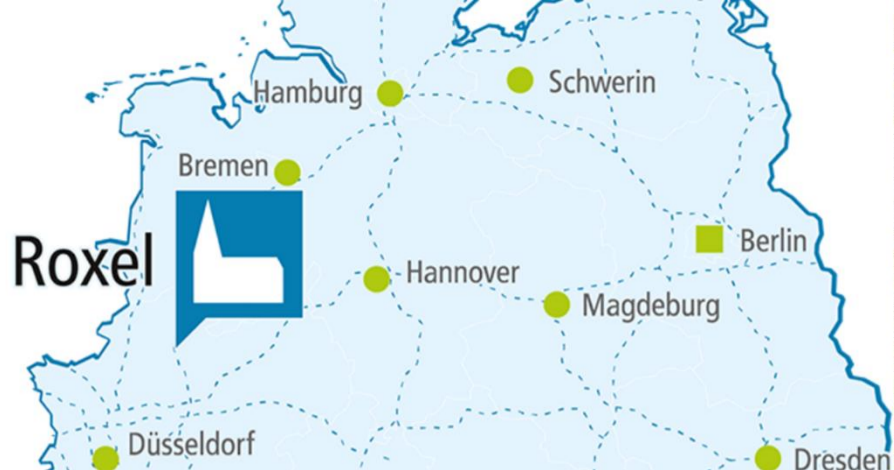 Hamburg
Schwerin
Bremen
Roxel
Berlin
Hannover
Magdeburg
Düsseldorf
Dresden